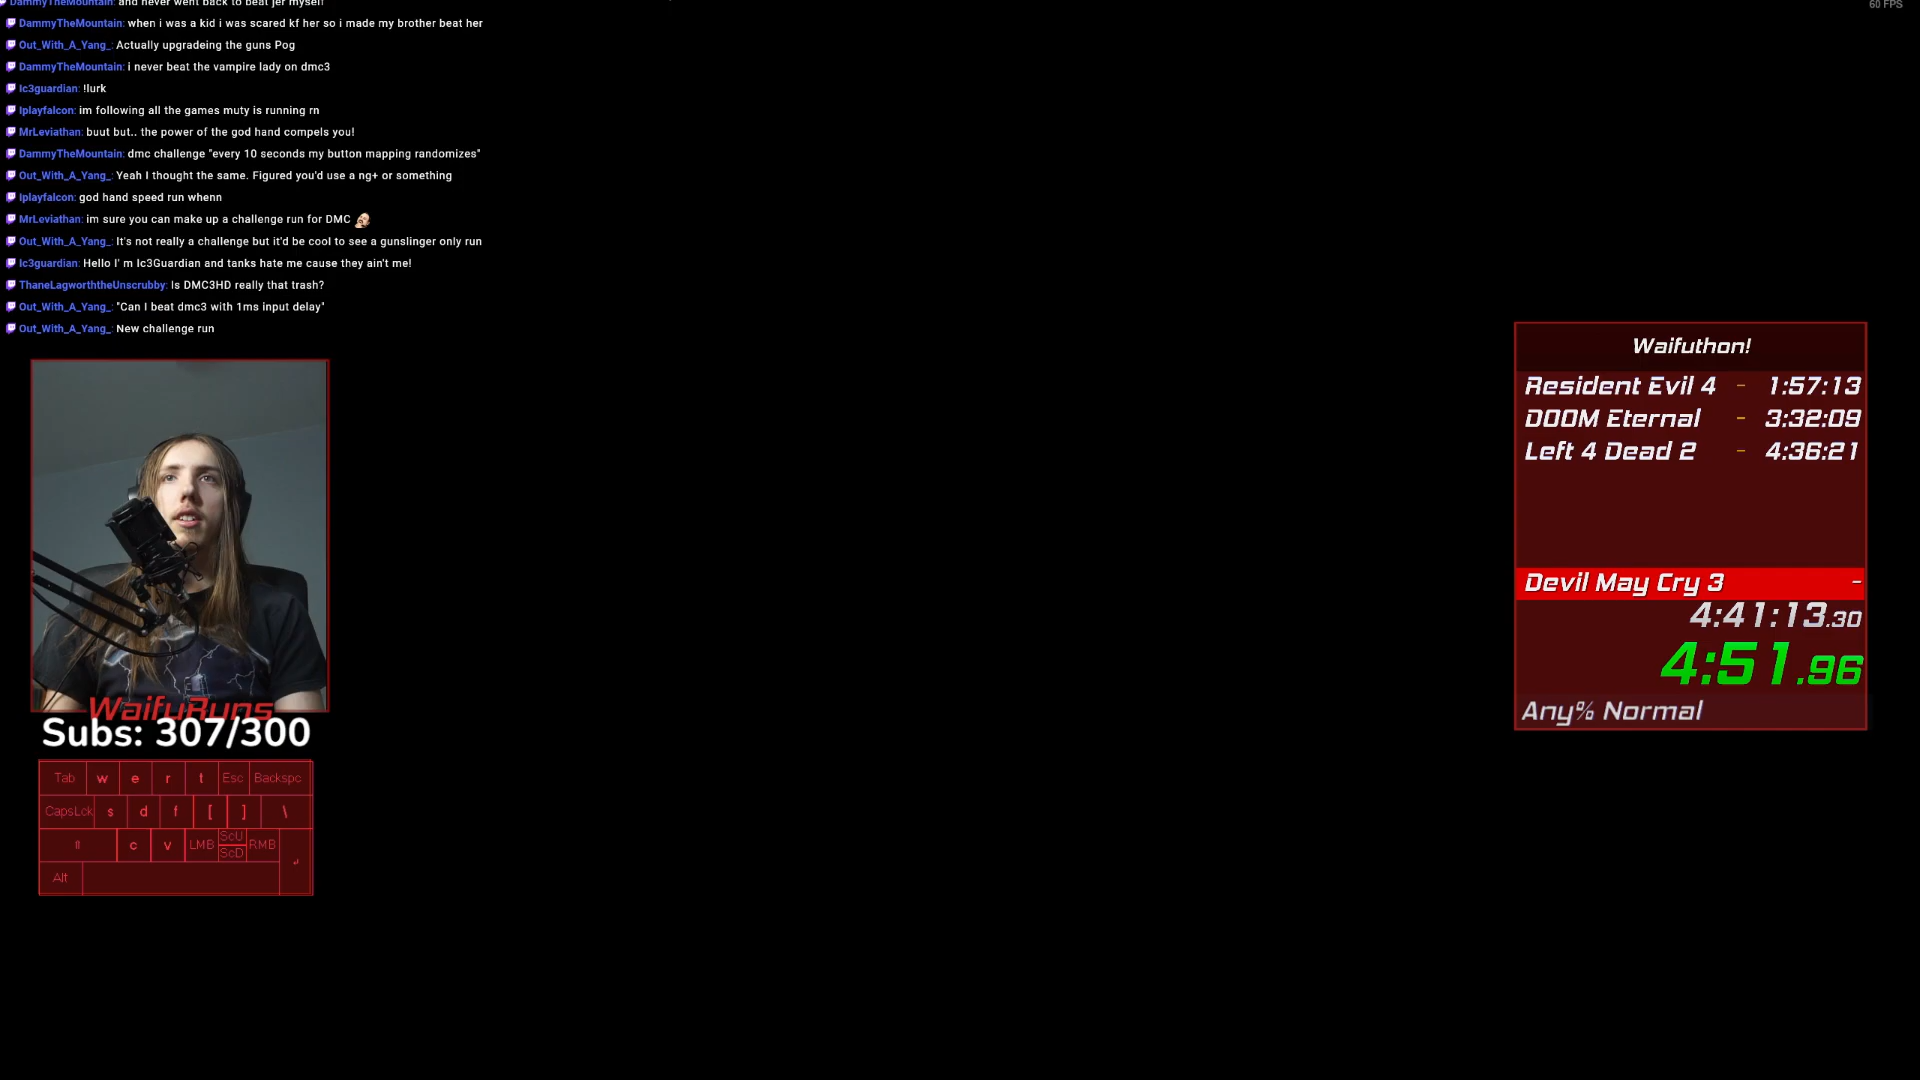 DammyTheMountain: and never went back to beat jer myself
60 FPS
DammyTheMountain: when i was a kid i was scared kf her so i made my brother beat her
Out_With_A_Yang_: Actually upgradeing the guns Pog
DammyTheMountain: i never beat the vampire lady on dmc3
Ic3guardian: !lurk
Iplayfalcon: im following all the games muty is running rn
MrLeviathan: buut but.. the power of the god hand compels you!
DammyTheMountain: dmc challenge "every 10 seconds my button mapping randomizes"
Out_With_A_Yang_: Yeah I thought the same. Figured you'd use a ng+ or something
Iplayfalcon: god hand speed run whenn
MrLeviathan: im sure you can make up a challenge run for DMC
Out_With_A_Yang_: It's not really a challenge but it'd be cool to see a gunslinger only run
Ic3guardian: Hello I' m Ic3Guardian and tanks hate me cause they ain't me!
ThaneLagworththeUnscrubby: Is DMC3HD really that trash?
Out_With_A_Yang_: "Can I beat dmc3 with 1ms input delay"
Out_With_A_Yang_: New challenge run
WaifuRuns
Subs: 307/300
Tab w e r t Esc Backspc
CapsLck s d f [ ] \
⇧ c v LMB ScU ScD RMB ↵
Alt
Waifuthon!
Resident Evil 4 - 1:57:13
DOOM Eternal - 3:32:09
Left 4 Dead 2 - 4:36:21
Devil May Cry 3 -
4:41:13.30
4:51.96
Any% Normal